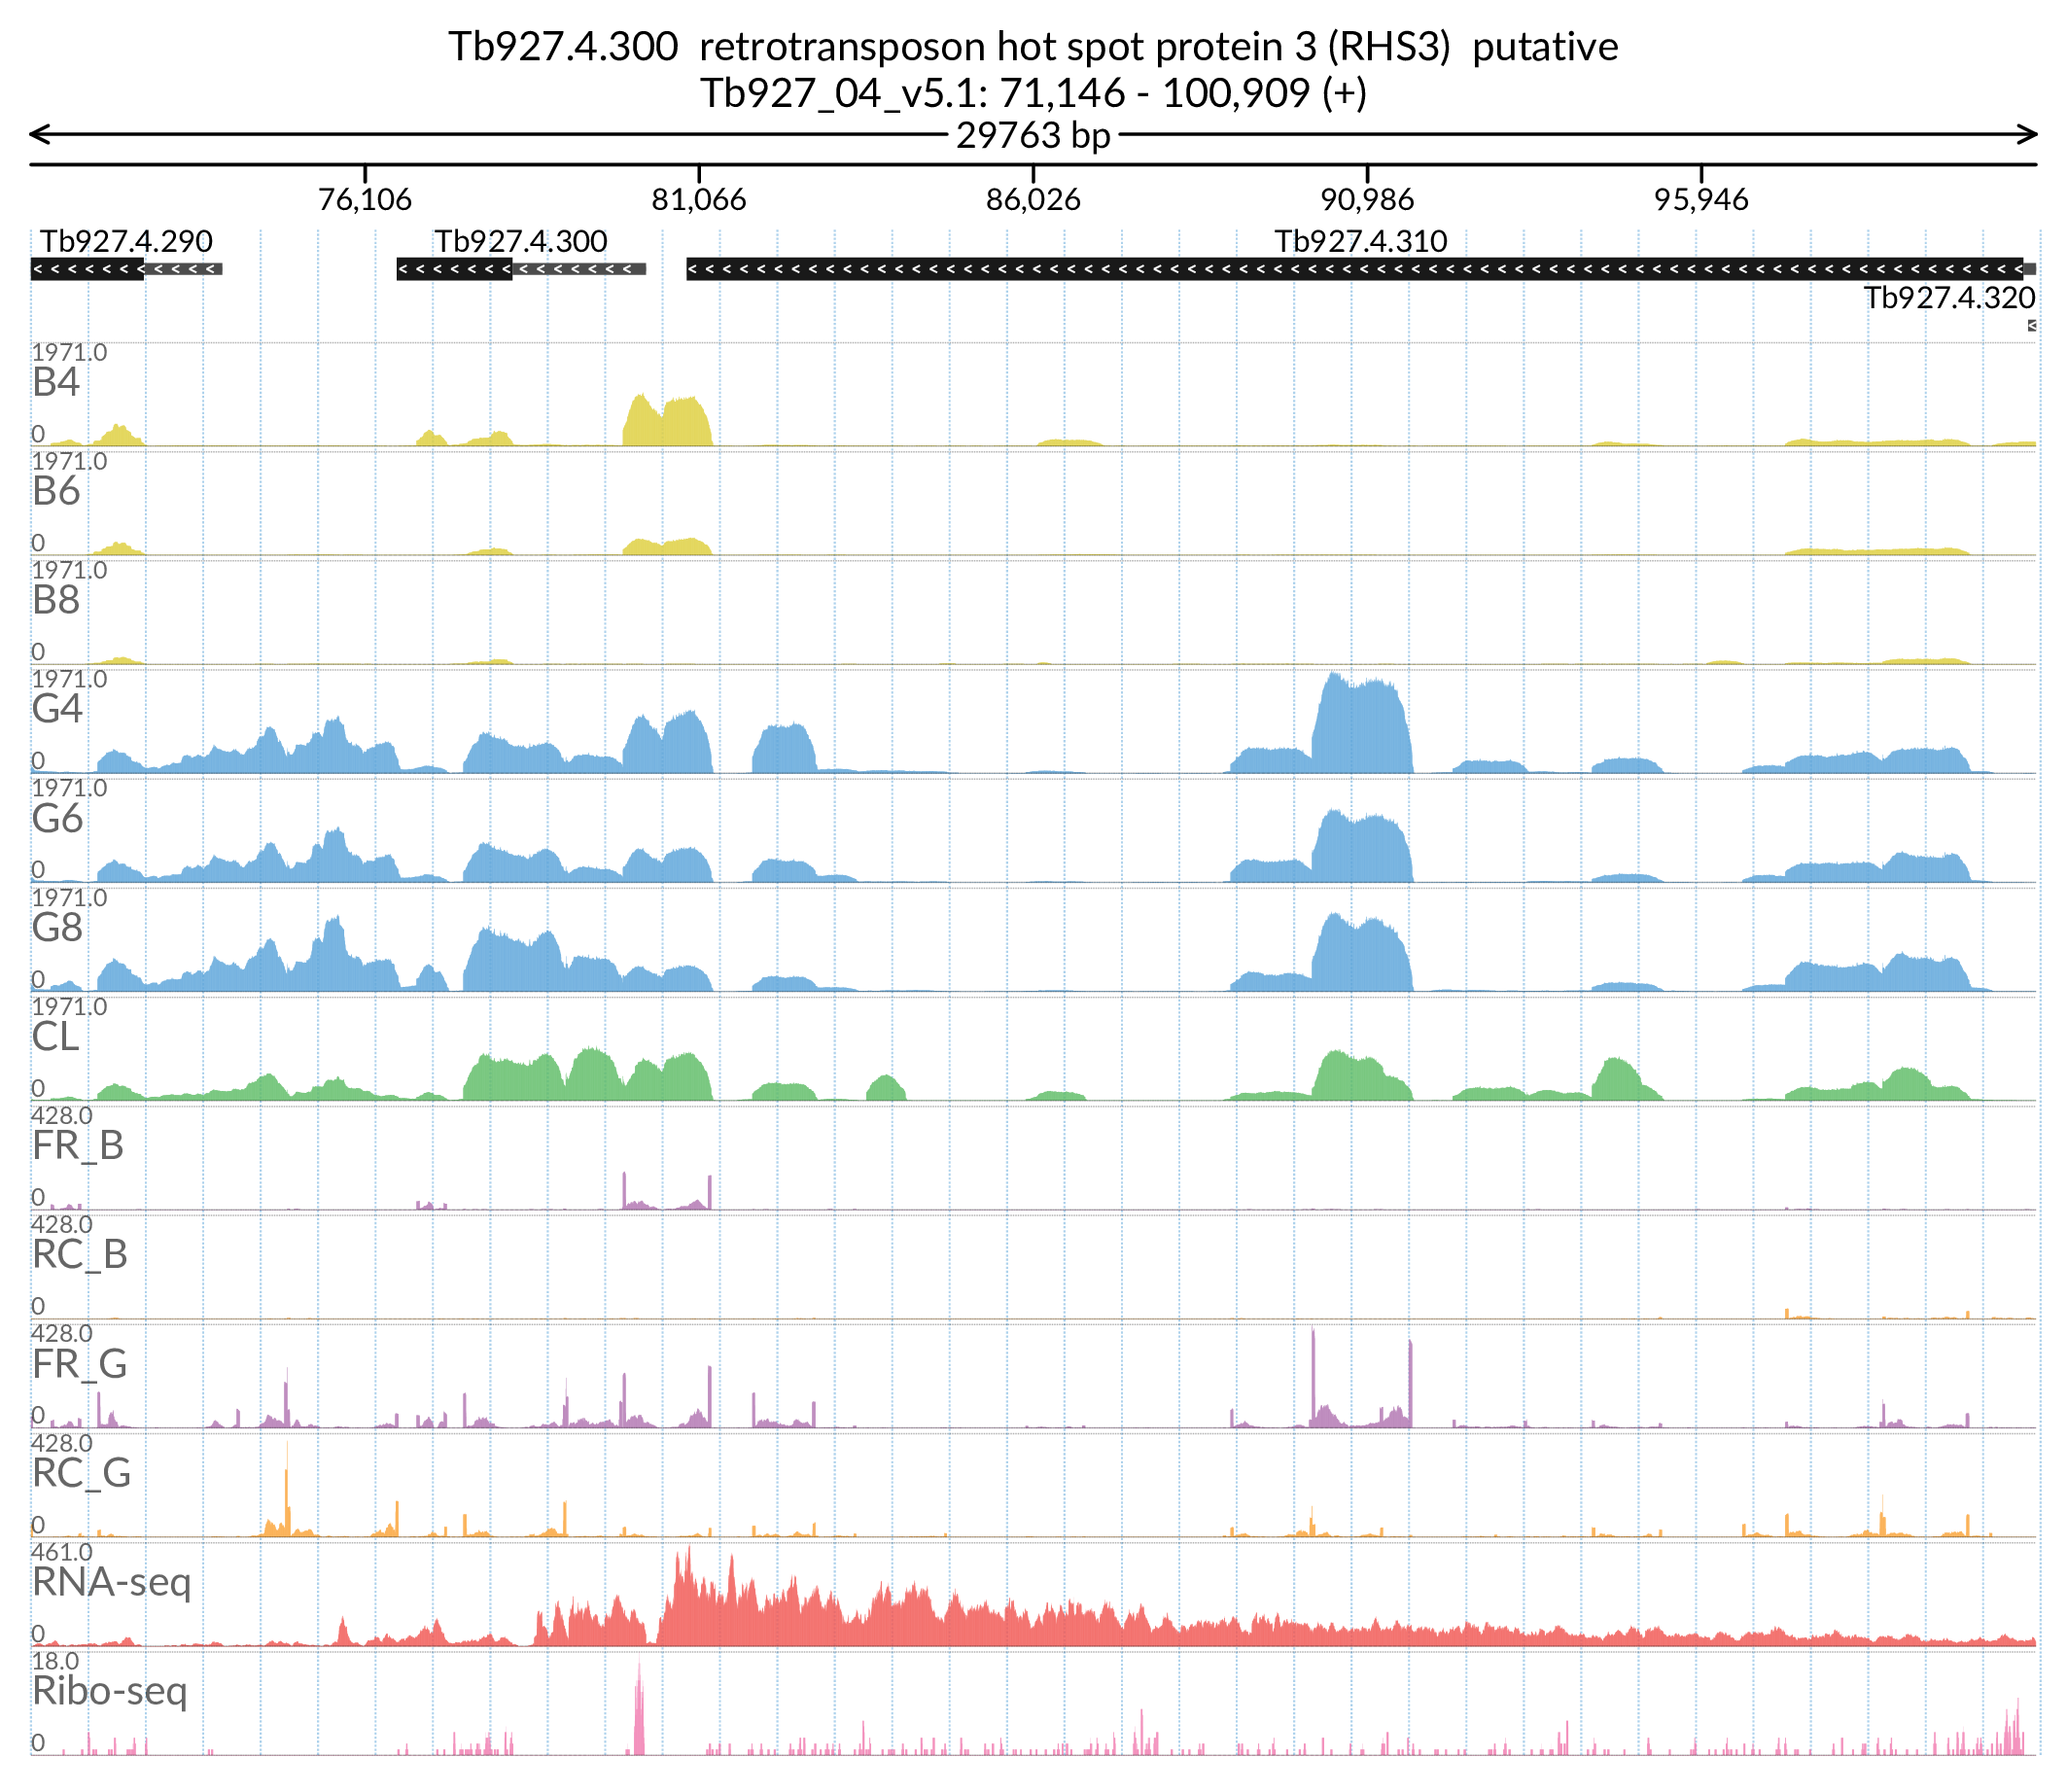 Tb927.4.300 retrotransposon hot spot protein 3 (RHS3) putative
Tb927_04_v5.1: 71,146 - 100,909 (+)
29763 bp
76,106 81,066 86,026 90,986 95,946
Tb927.4.290 Tb927.4.300 Tb927.4.310
Tb927.4.320
1971.0
B4
0
1971.0
B6
0
1971.0
B8
0
1971.0
G4
0
1971.0
G6
0
1971.0
G8
0
1971.0
CL
0
428.0
FR_B
0
428.0
RC_B
0
428.0
FR_G
0
428.0
RC_G
0
461.0
RNA-seq
0
18.0
Ribo-seq
0